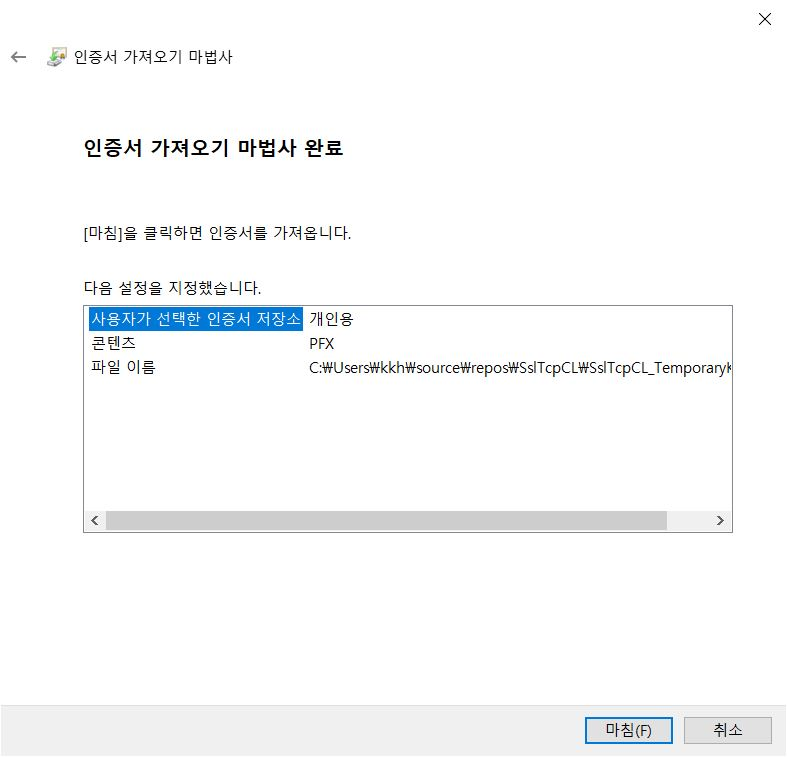 인증서 가져오기 마법사
인증서 가져오기 마법사 완료
[마침]을 클릭하면 인증서를 가져옵니다.
다음 설정을 지정했습니다.
사용자가 선택한 인증서 저장소 개인용
콘텐츠 PFX
파일 이름 C:₩Users₩kkh₩source₩repos₩SslTcpCL₩SslTcpCL_Temporary
마침(F) 취소